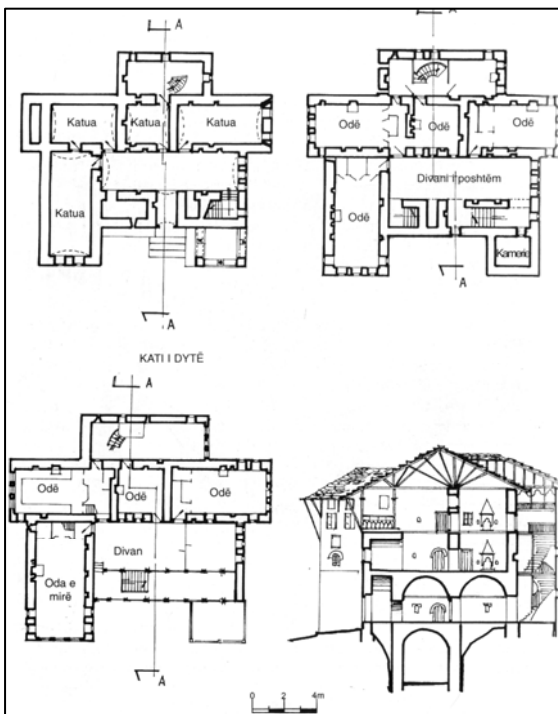 A
Katua
Katua
Katua
Katua
A
A
Odë
Odë
Odë
Divani i poshtëm
Odë
Kamerie
A
KATI I DYTË
A
Odë
Odë
Odë
Divan
Oda e mirë
A
0 2 4m